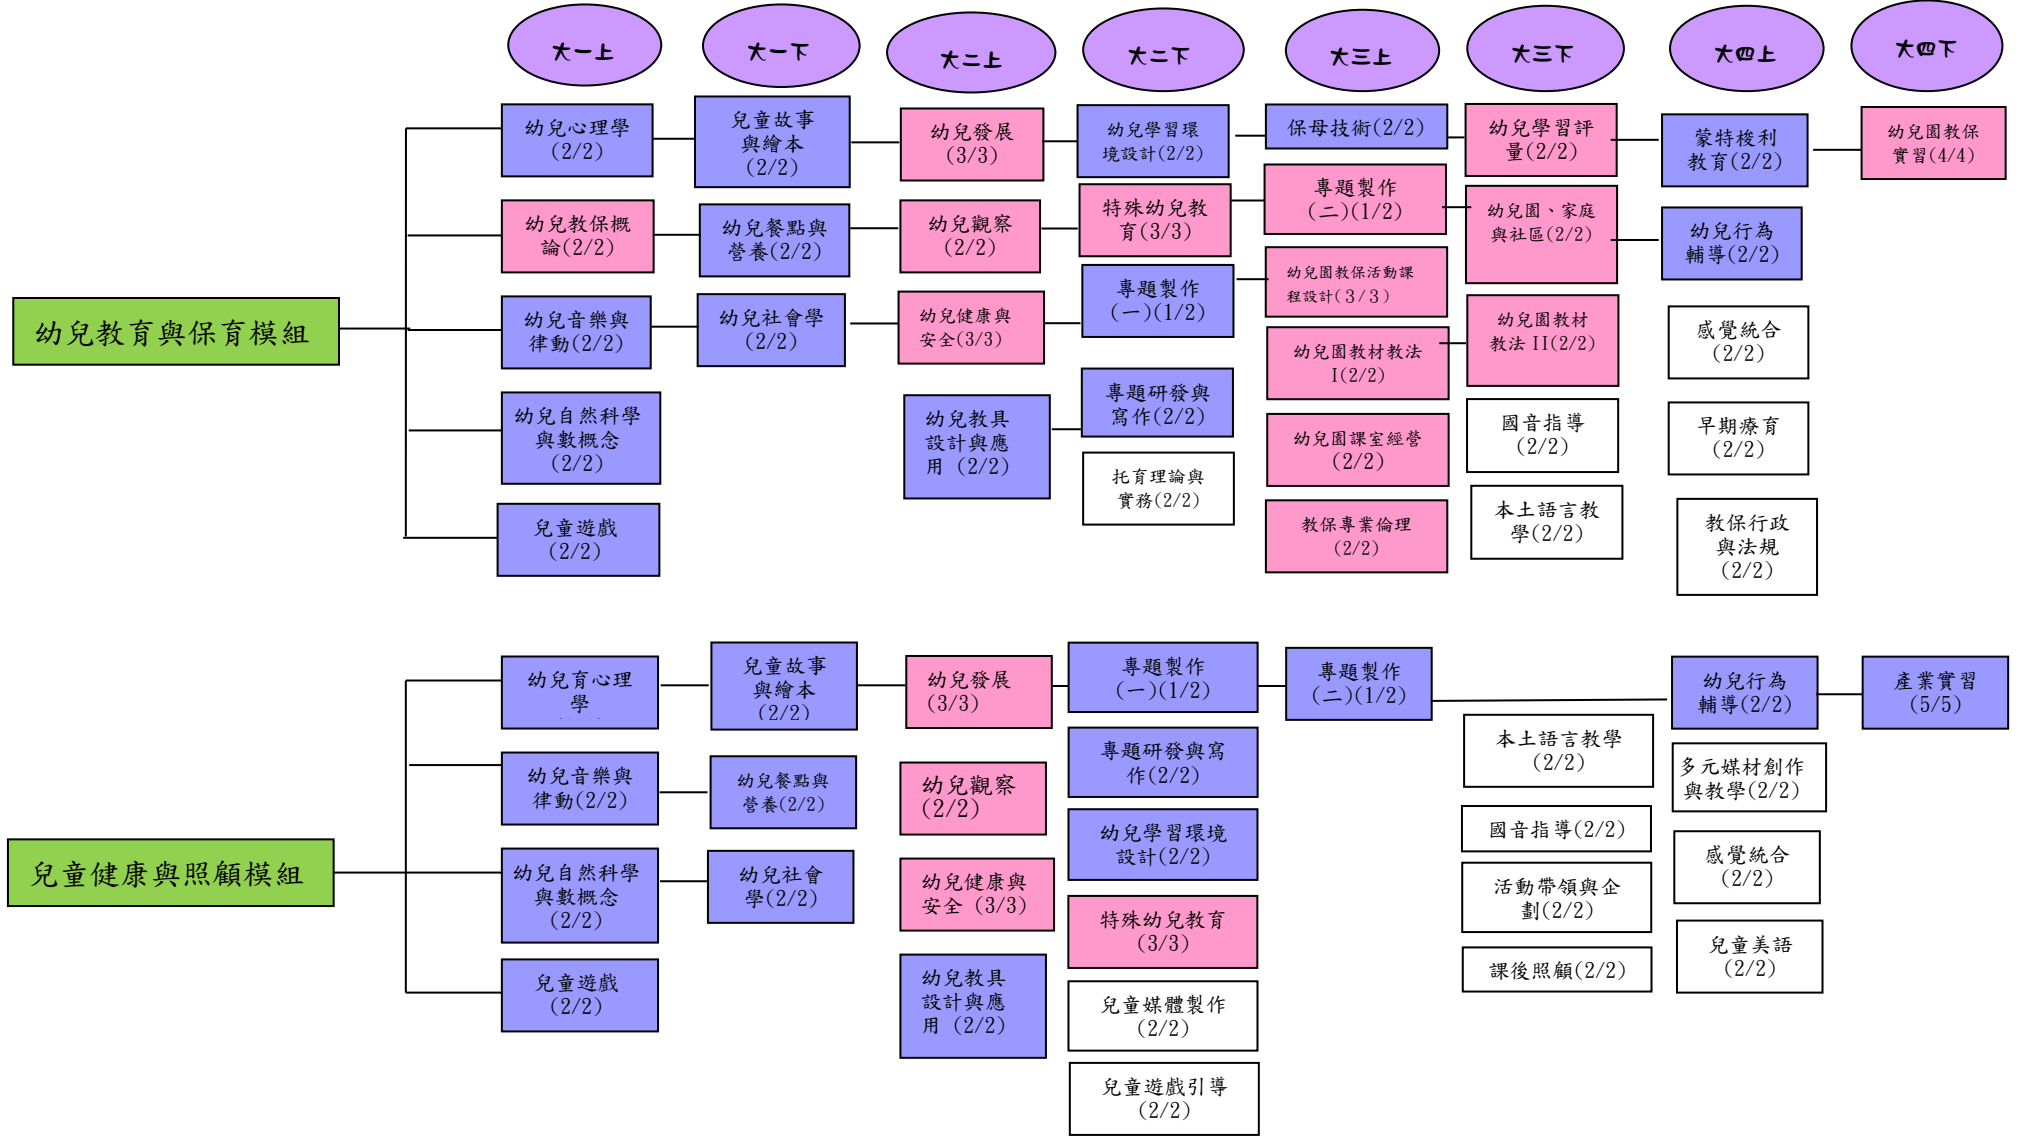 大一上
大一下
大二上
大二下
大三上
大三下
大四上
大四下
幼兒教育與保育模組
幼兒心理學
(2/2)
幼兒教保概
論(2/2)
幼兒音樂與
律動(2/2)
幼兒自然科學
與數概念
(2/2)
兒童遊戲
(2/2)
兒童故事
與繪本
(2/2)
幼兒餐點與
營養(2/2)
幼兒社會學
(2/2)
幼兒發展
(3/3)
幼兒觀察
(2/2)
幼兒健康與
安全(3/3)
幼兒教具
設計與應
用 (2/2)
幼兒學習環
境設計(2/2)
特殊幼兒教
育(3/3)
專題製作
(一)(1/2)
專題研發與
寫作(2/2)
托育理論與
實務(2/2)
保母技術(2/2)
專題製作
(二)(1/2)
幼兒園教保活動課
程設計(3/3)
幼兒園教材教法
I(2/2)
幼兒園課室經營
(2/2)
教保專業倫理
(2/2)
幼兒學習評
量(2/2)
幼兒園、家庭
與社區(2/2)
幼兒園教材
教法 II(2/2)
國音指導
(2/2)
本土語言教
學(2/2)
蒙特梭利
教育(2/2)
幼兒行為
輔導(2/2)
感覺統合
(2/2)
早期療育
(2/2)
教保行政
與法規
(2/2)
幼兒園教保
實習(4/4)
兒童健康與照顧模組
幼兒育心理
學
幼兒音樂與
律動(2/2)
幼兒自然科學
與數概念
(2/2)
兒童遊戲
(2/2)
兒童故事
與繪本
(2/2)
幼兒餐點與
營養(2/2)
幼兒社會
學(2/2)
幼兒發展
(3/3)
幼兒觀察
(2/2)
幼兒健康與
安全 (3/3)
幼兒教具
設計與應
用 (2/2)
專題製作
(一)(1/2)
專題研發與寫
作(2/2)
幼兒學習環境
設計(2/2)
特殊幼兒教育
(3/3)
兒童媒體製作
(2/2)
兒童遊戲引導
(2/2)
專題製作
(二)(1/2)
本土語言教學
(2/2)
國音指導(2/2)
活動帶領與企
劃(2/2)
課後照顧(2/2)
幼兒行為
輔導(2/2)
多元媒材創作
與教學(2/2)
感覺統合
(2/2)
兒童美語
(2/2)
產業實習
(5/5)